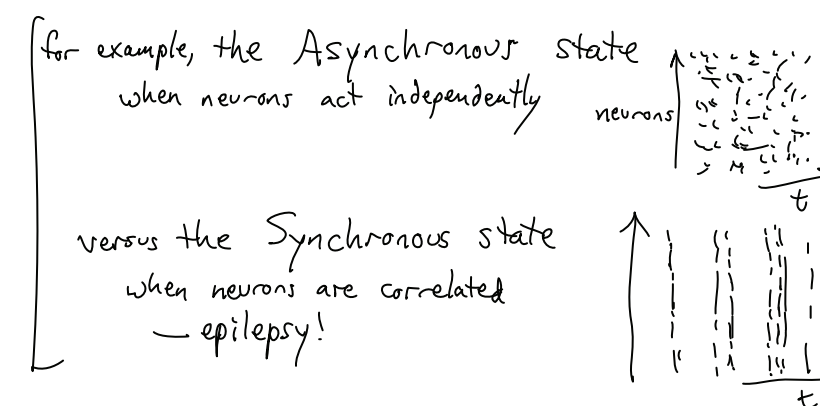 for example, the Asynchronous state
when neurons act independently
neurons
t
versus the Synchronous state
when neurons are correlated
— epilepsy!
t